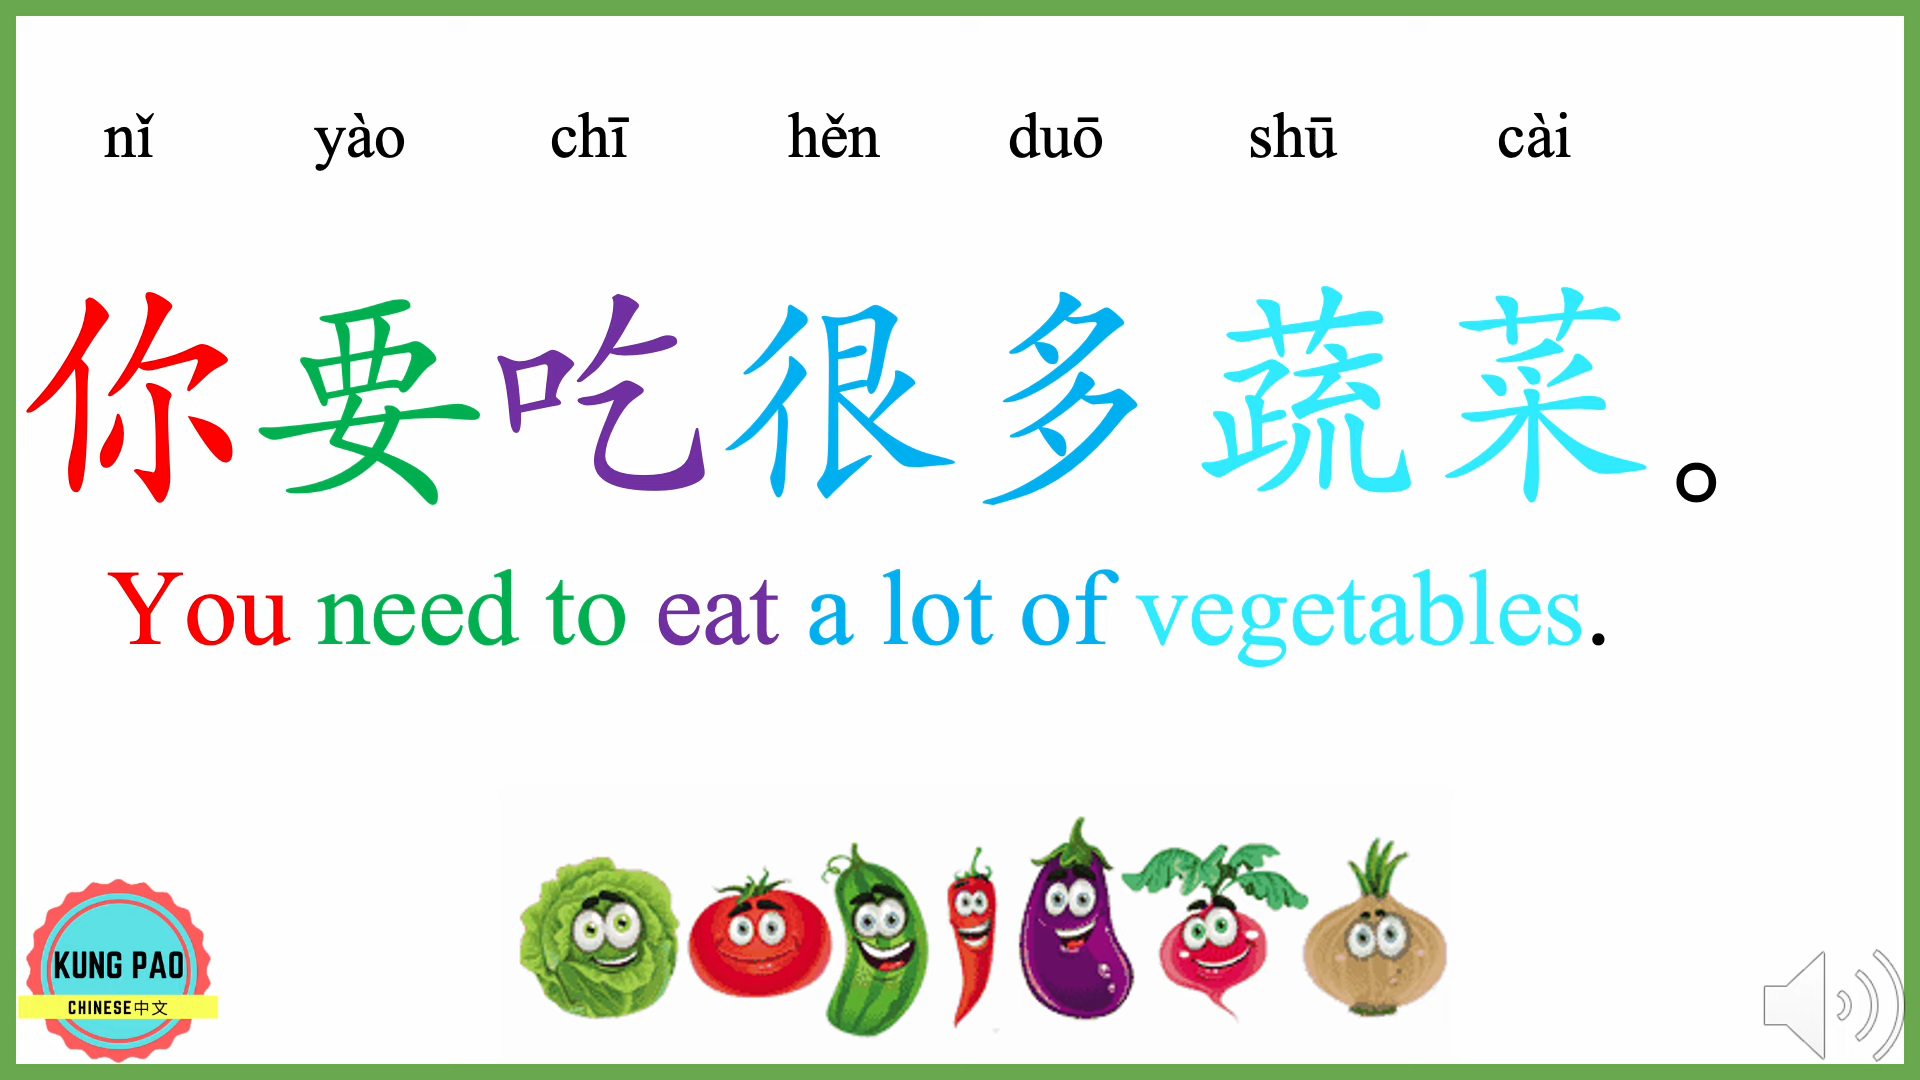 nǐ yào chī hěn duō shū cài
你要吃很多蔬菜。
You need to eat a lot of vegetables.
KUNG PAO
CHINESE中文